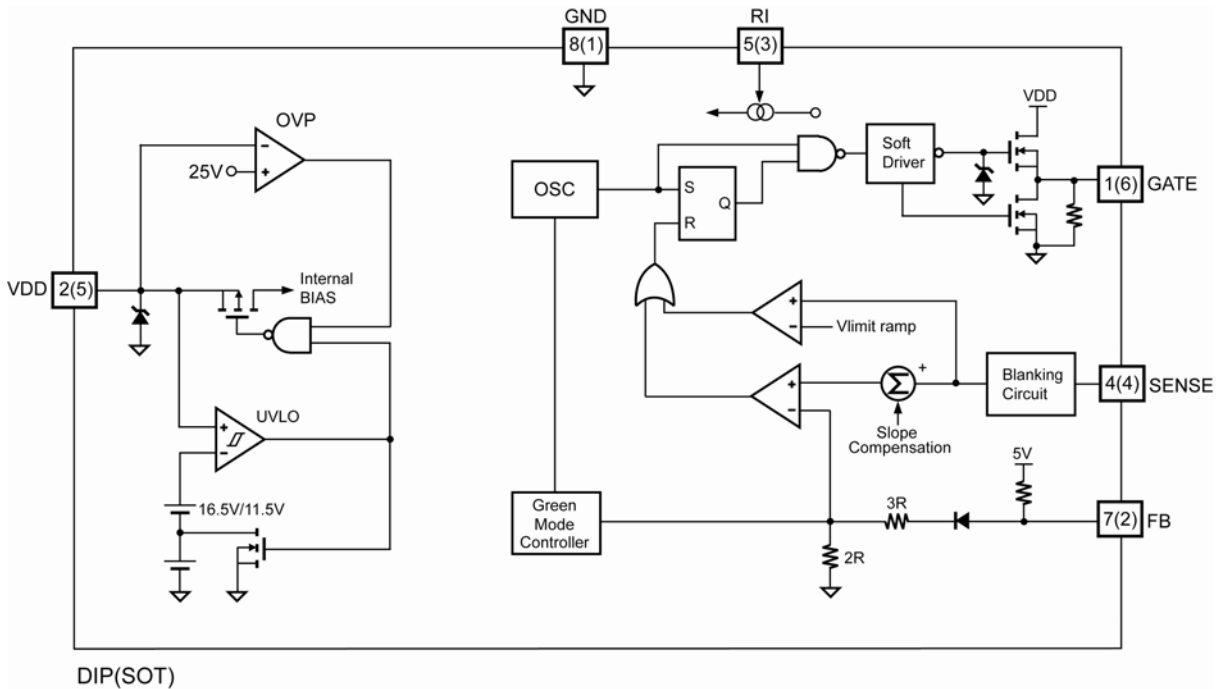 GND
8(1)
RI
5(3)
OVP
25V
-
+
VDD
2(5)
Internal
BIAS
UVLO
+
-
16.5V/11.5V
OSC
S
R
Q
Soft
Driver
VDD
1(6)
GATE
+
-
Vlimit ramp
+
-
Σ
+
Slope
Compensation
Blanking
Circuit
4(4)
SENSE
Green
Mode
Controller
3R
2R
5V
7(2)
FB
DIP(SOT)